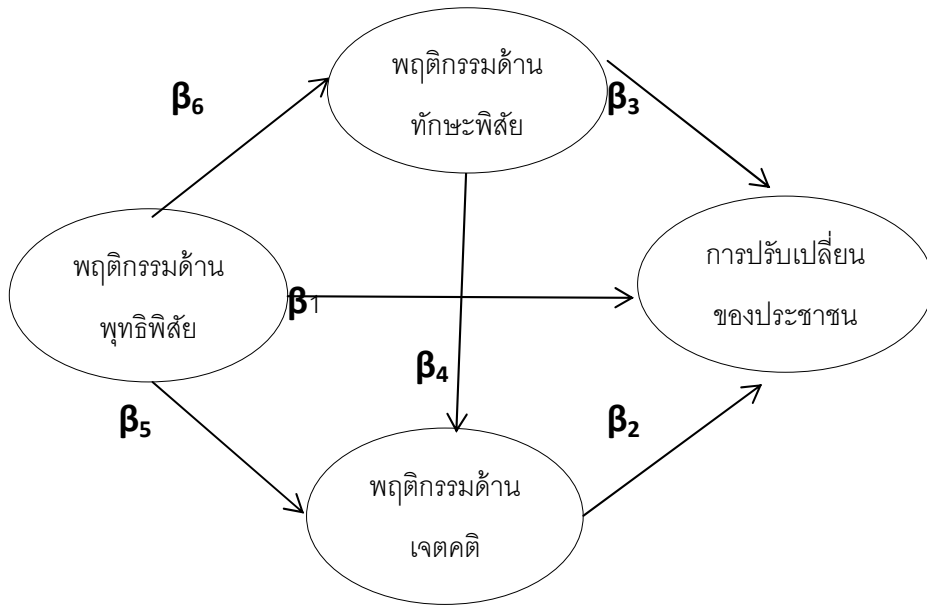 พฤติกรรมด้าน
ทักษะพิสัย
β6
β3
พฤติกรรมด้าน
พุทธิพิสัย
β1
การปรับเปลี่ยน
ของประชาชน
β4
β5
β2
พฤติกรรมด้าน
เจตคติ